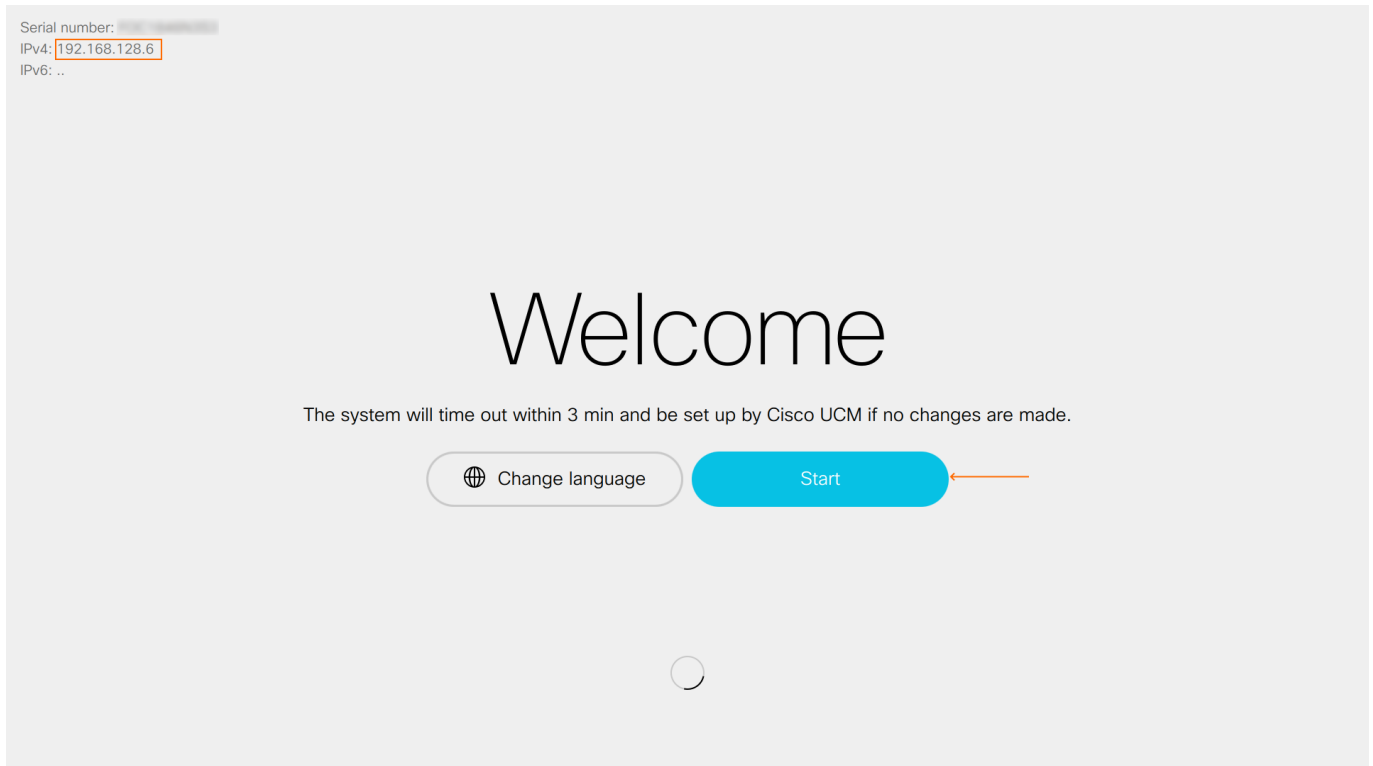 Serial number:
IPv4: 192.168.128.6
IPv6: ..
Welcome
The system will time out within 3 min and be set up by Cisco UCM if no changes are made.
Change language
Start